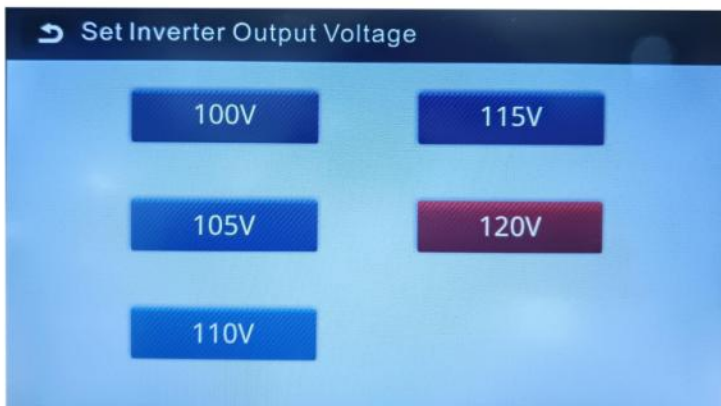 Set Inverter Output Voltage
100V
115V
105V
120V
110V